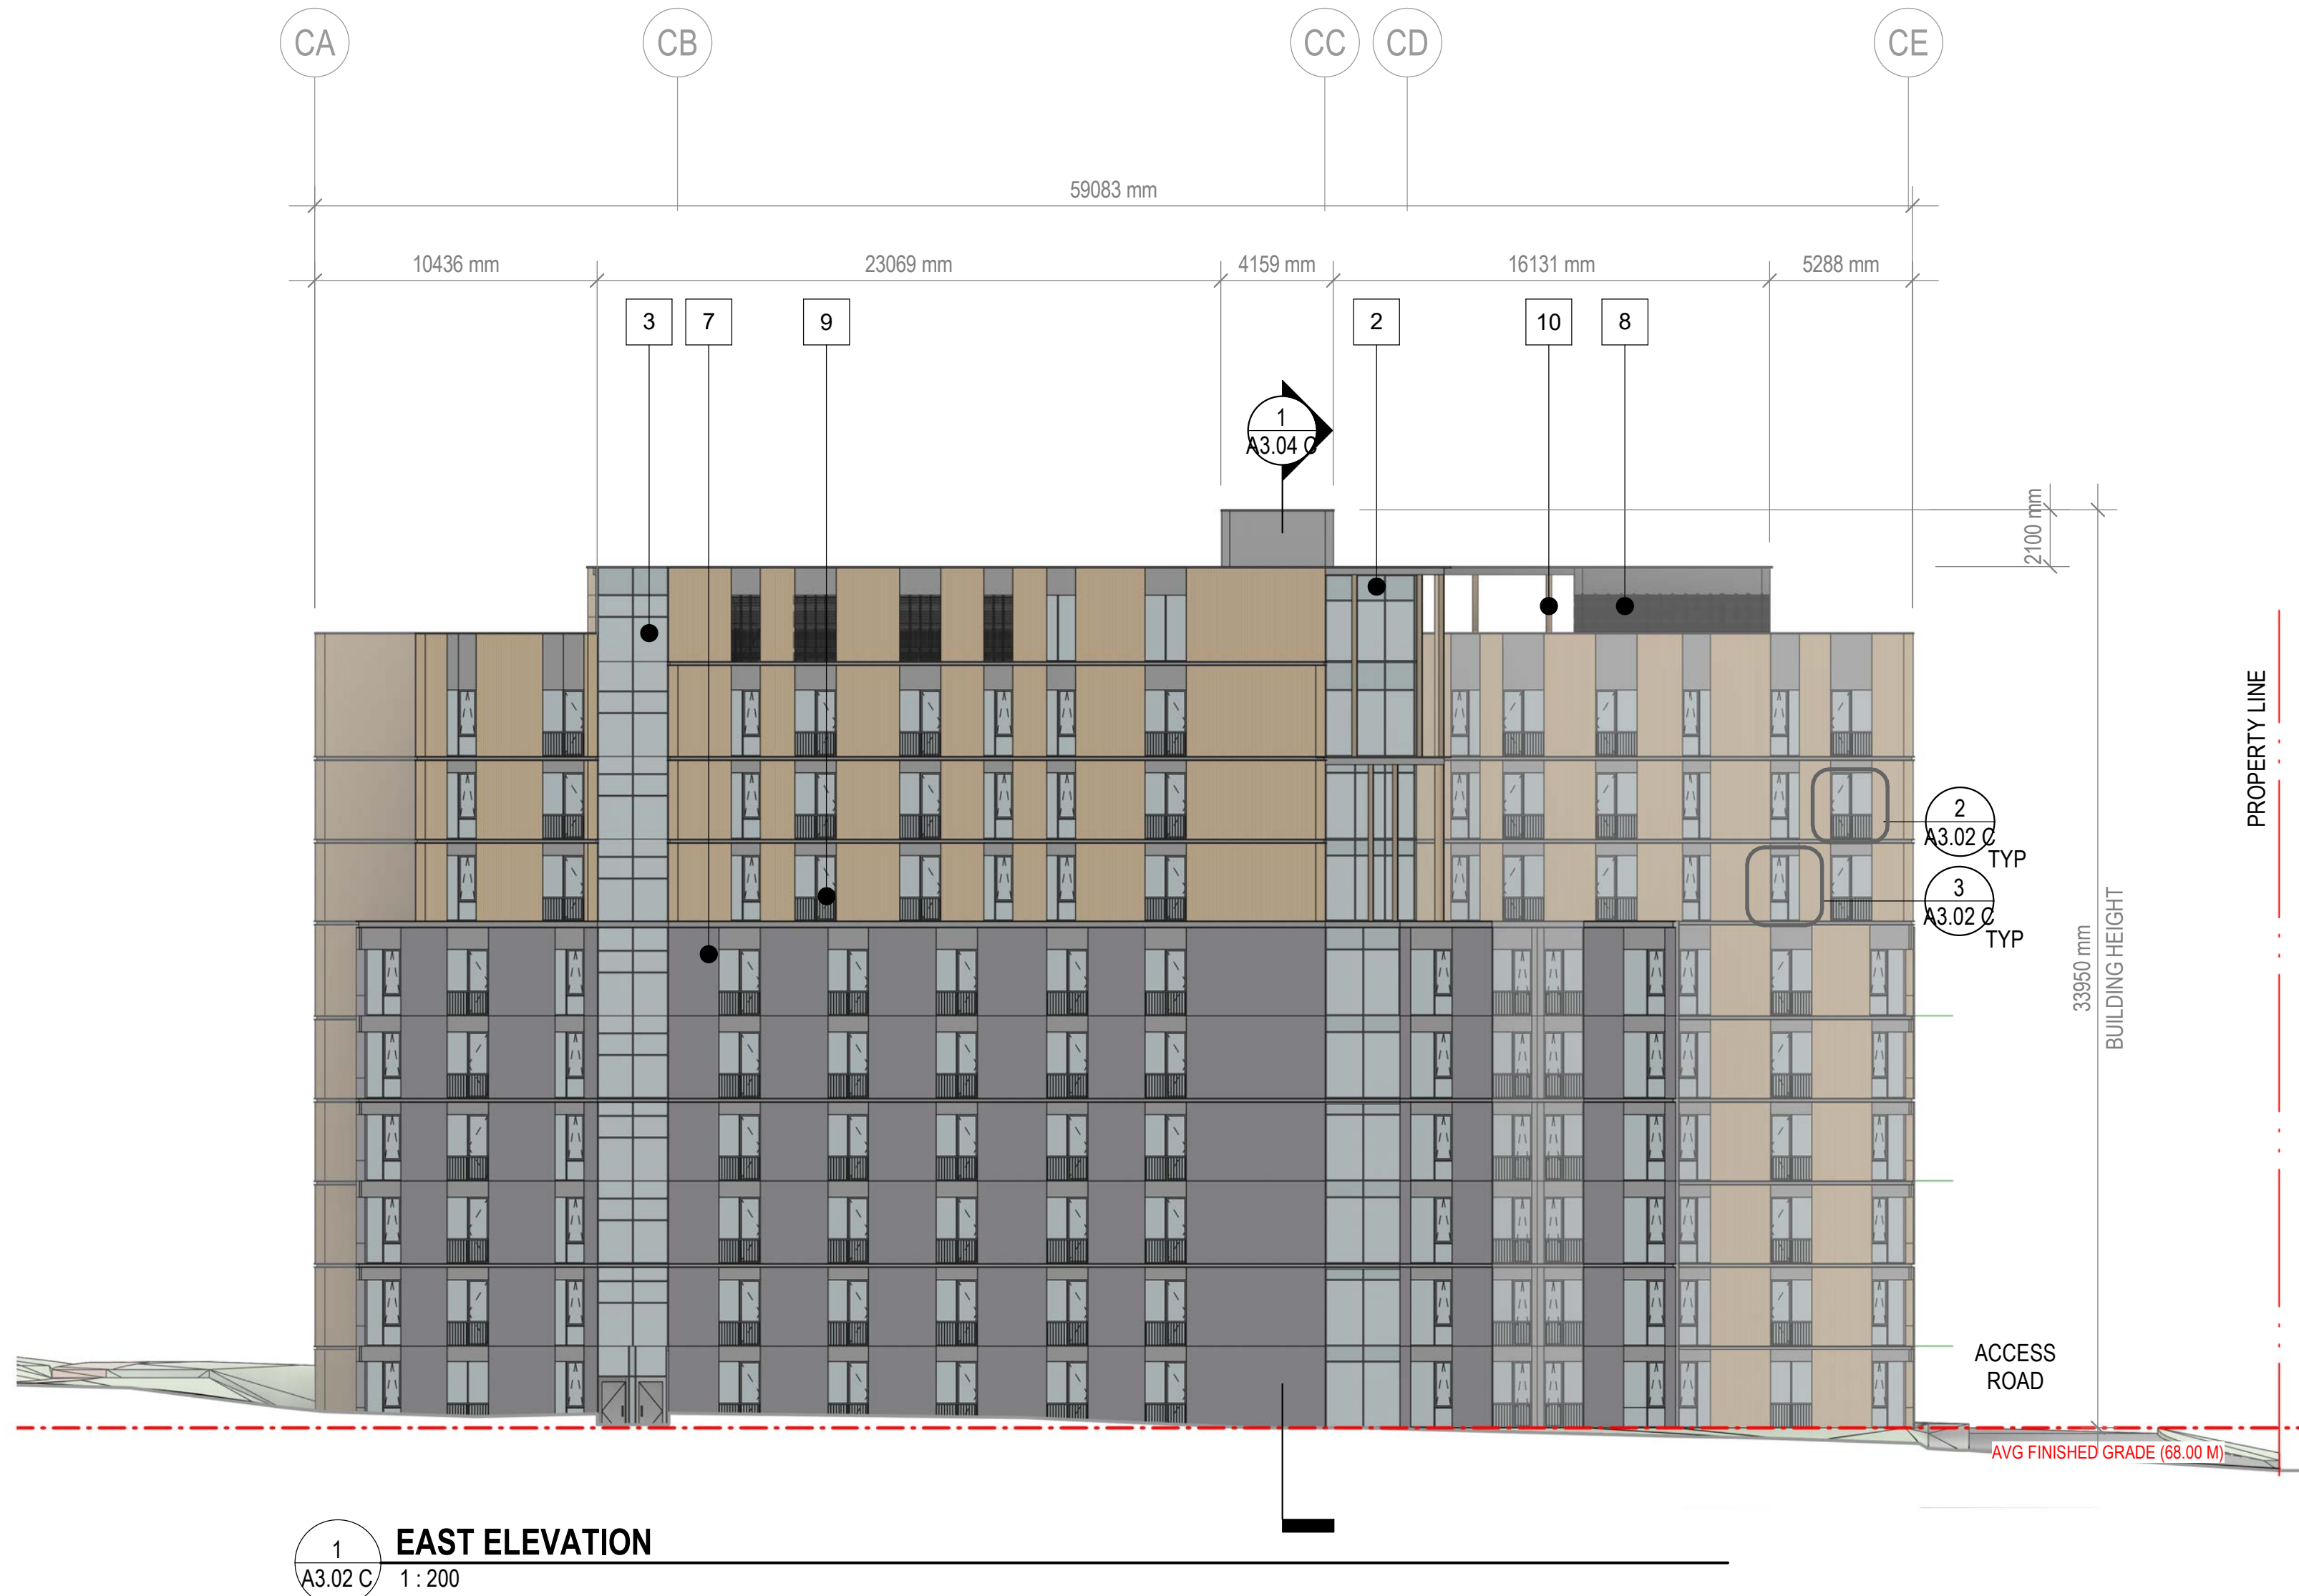 CA
CB
CC
CD
CE
59083 mm
10436 mm
23069 mm
4159 mm
16131 mm
5288 mm
3
7
9
2
10
8
1
A3.04 C
2100 mm
PROPERTY LINE
2
A3.02 C
TYP
3
A3.02 C
TYP
33950 mm
BUILDING HEIGHT
ACCESS
ROAD
AVG FINISHED GRADE (68.00 M)
1
A3.02 C
EAST ELEVATION
1 : 200